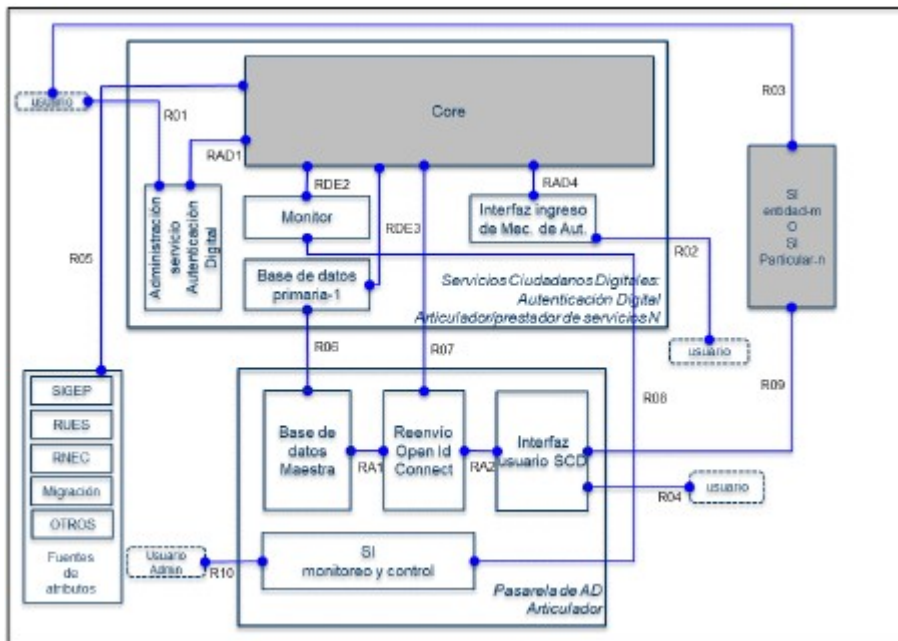 Core
R03
usuario
R01
RAD1
RDE2
RDE3
RAD4
Administración
servicio
Autenticación
Digital
Monitor
Interfaz ingreso
de Mec. de Aut.
SI
entidad-m
O
SI
Particular-n
R05
R02
Base de datos
primaria-1
Servicios Ciudadanos Digitales:
Autenticación Digital
Articulador/prestador de servicios N
R06
R07
usuario
R08
R09
SIGEP
RUES
RNEC
Migración
OTROS
Fuentes
de
atributos
Base de
datos
Maestra
RA1
Reenvío
Open Id
Connect
RA2
Interfaz
usuario SCD
R04
usuario
Usuario
Admin
R10
SI
monitoreo y control
Pasarela de AD
Articulador